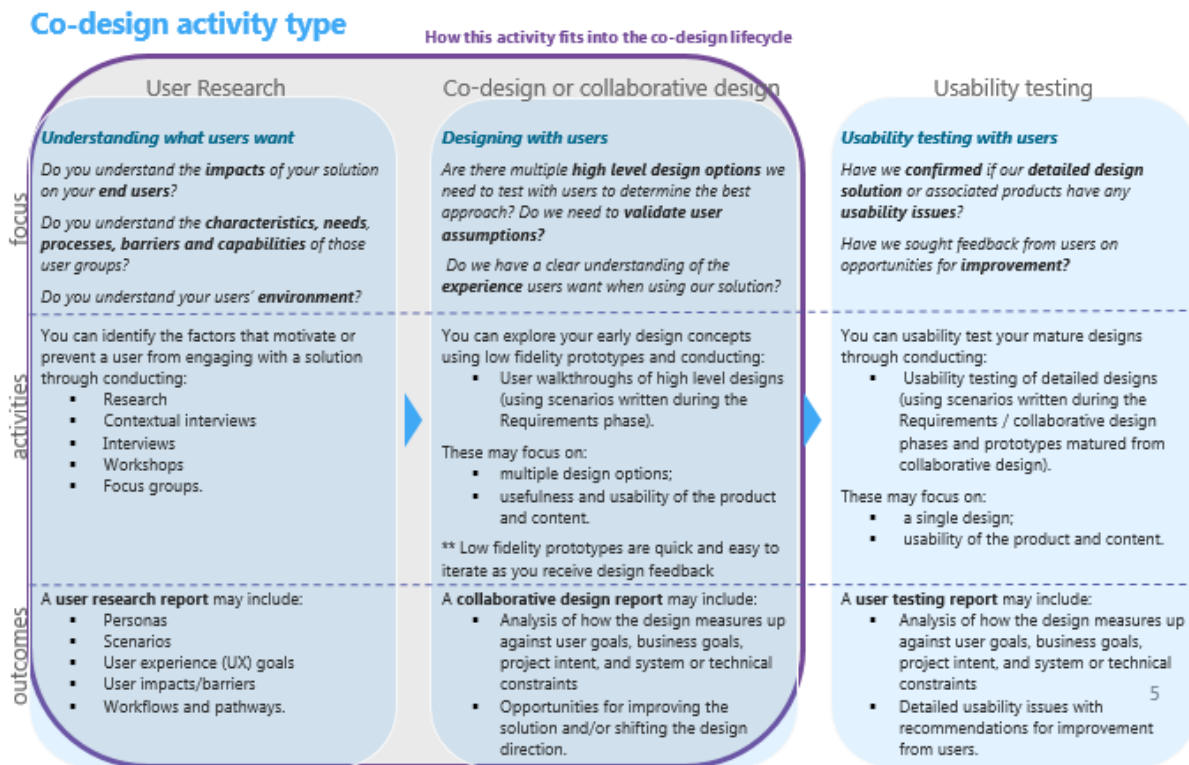 Co-design activity type
How this activity fits into the co-design lifecycle
User Research
Co-design or collaborative design
Usability testing
focus
Understanding what users want
Do you understand the impacts of your solution
on your end users?
Do you understand the characteristics, needs,
processes, barriers and capabilities of those
user groups?
Do you understand your users' environment?
Designing with users
Are there multiple high level design options we
need to test with users to determine the best
approach? Do we need to validate user
assumptions?
Do we have a clear understanding of the
experience users want when using our solution?
Usability testing with users
Have we confirmed if our detailed design
solution or associated products have any
usability issues?
Have we sought feedback from users on
opportunities for improvement?
activities
You can identify the factors that motivate or
prevent a user from engaging with a solution
through conducting:
▪ Research
▪ Contextual interviews
▪ Interviews
▪ Workshops
▪ Focus groups.
You can explore your early design concepts
using low fidelity prototypes and conducting:
▪ User walkthroughs of high level designs
(using scenarios written during the
Requirements phase).
These may focus on:
▪ multiple design options;
▪ usefulness and usability of the product
and content.
** Low fidelity prototypes are quick and easy to
iterate as you receive design feedback
You can usability test your mature designs
through conducting:
▪ Usability testing of detailed designs
(using scenarios written during the
Requirements / collaborative design
phases and prototypes matured from
collaborative design).
These may focus on:
▪ a single design;
▪ usability of the product and content.
outcomes
A user research report may include:
▪ Personas
▪ Scenarios
▪ User experience (UX) goals
▪ User impacts/barriers
▪ Workflows and pathways.
A collaborative design report may include:
▪ Analysis of how the design measures up
against user goals, business goals,
project intent, and system or technical
constraints
▪ Opportunities for improving the
solution and/or shifting the design
direction.
A user testing report may include:
▪ Analysis of how the design measures up
against user goals, business goals,
project intent, and system or technical
constraints
▪ Detailed usability issues with
recommendations for improvement
from users.
5